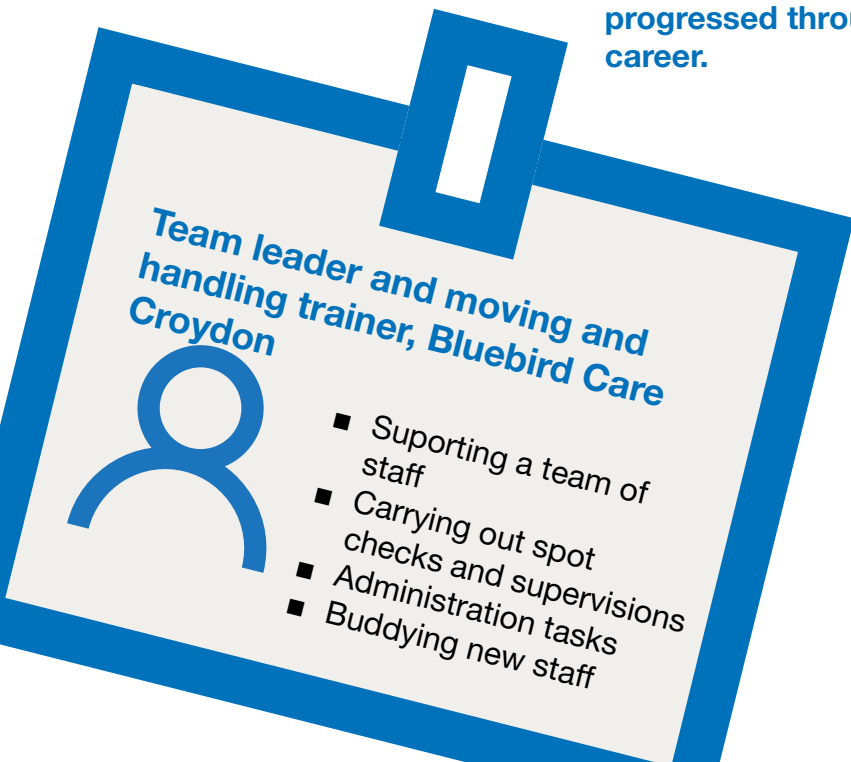 progressed throu
career.
Team leader and moving and
handling trainer, Bluebird Care
Croydon
■ Suporting a team of
staff
■ Carrying out spot
checks and supervisions
■ Administration tasks
■ Buddying new staff